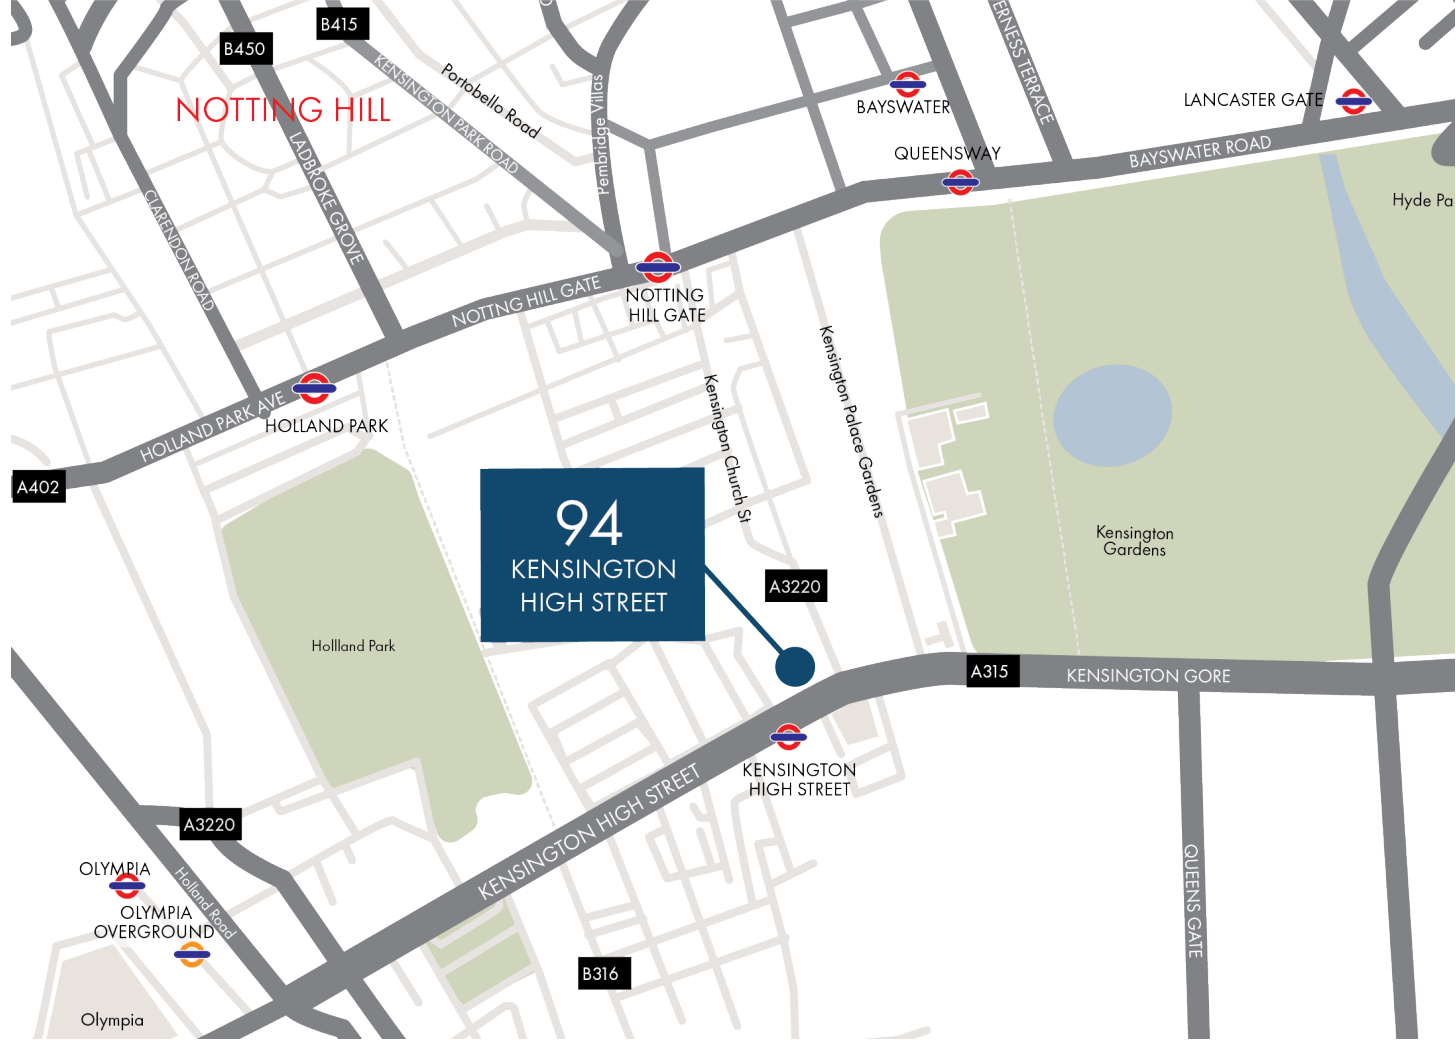 B415
B450
NOTTING HILL
KENSINGTON PARK ROAD
Portobello Road
Pembridge Villas
ERNESS TERRACE
BAYSWATER
LANCASTER GATE
QUEENSWAY
BAYSWATER ROAD
Hyde Pa
LADBROKE GROVE
CLARENDON ROAD
NOTTNG HILL GATE
NOTTING
HILL GATE
HOLLAND PARK AVE
HOLLAND PARK
Kensington Church St
Kensington Palace Gardens
A402
94
KENSINGTON
HIGH STREET
Kensington
Gardens
A3220
Hollland Park
A315
KENSINGTON GORE
KENSINGTON
HIGH STREET
KENSINGTON HIGH STREET
A3220
OLYMPIA
OLYMPIA
OVERGROUND
Holland Road
QUEENS GATE
B316
Olympia